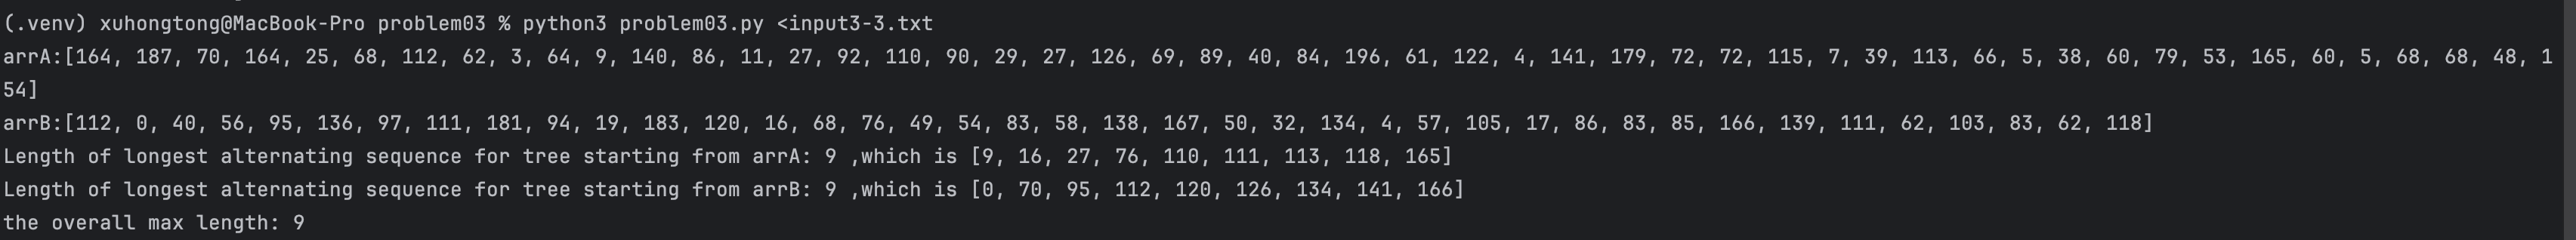 (.venv) xuhongtong@MacBook-Pro problem03 % python3 problem03.py <input3-3.txt
arrA:[164, 187, 70, 164, 25, 68, 112, 62, 3, 64, 9, 140, 86, 11, 27, 92, 110, 90, 29, 27, 126, 69, 89, 40, 84, 196, 61, 122, 4, 141, 179, 72, 72, 115, 7, 39, 113, 66, 5, 38, 60, 79, 53, 165, 60, 5, 68, 68, 48, 1
54]
arrB:[112, 0, 40, 56, 95, 136, 97, 111, 181, 94, 19, 183, 120, 16, 68, 76, 49, 54, 83, 58, 138, 167, 50, 32, 134, 4, 57, 105, 17, 86, 83, 85, 166, 139, 111, 62, 103, 83, 62, 118]
Length of longest alternating sequence for tree starting from arrA: 9 ,which is [9, 16, 27, 76, 110, 111, 113, 118, 165]
Length of longest alternating sequence for tree starting from arrB: 9 ,which is [0, 70, 95, 112, 120, 126, 134, 141, 166]
the overall max length: 9